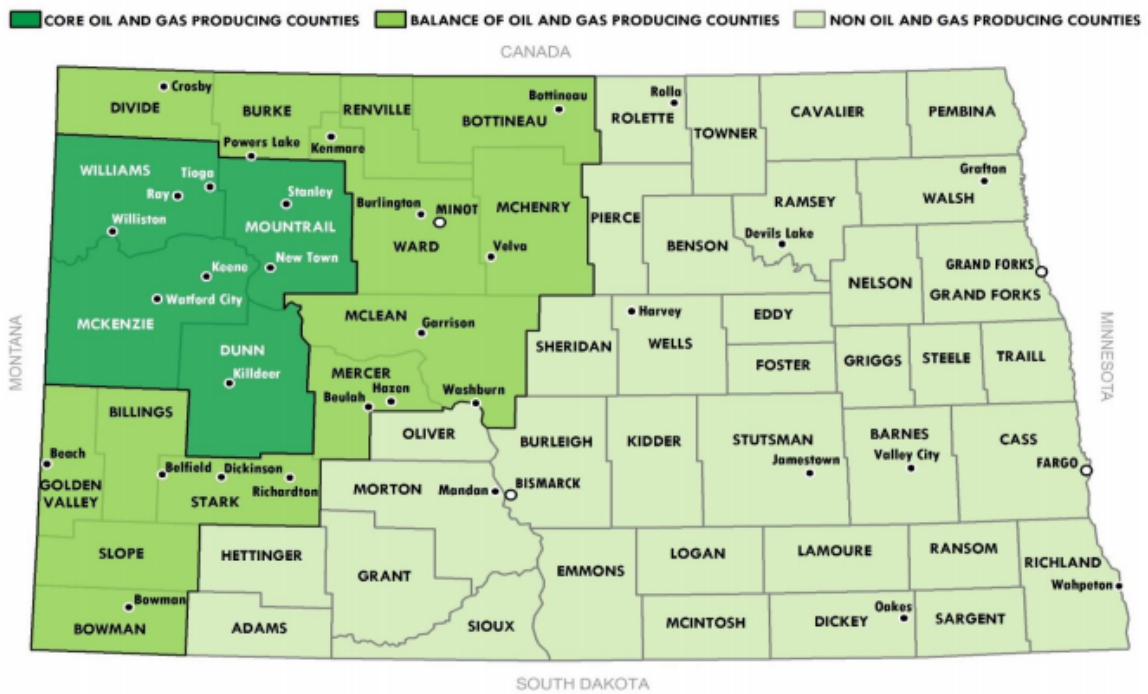 CORE OIL AND GAS PRODUCING COUNTIES
BALANCE OF OIL AND GAS PRODUCING COUNTIES
NON OIL AND GAS PRODUCING COUNTIES
CANADA
Crosby
DIVIDE
BURKE
RENVILLE
Bottineau
BOTTINEAU
Rolla
ROLETTE
TOWNER
CAVALIER
PEMBINA
Powers Lake
Kenmare
WILLIAMS
Tioga
Ray
Stanley
Williston
MOUNTRAIL
Burlington
MINOT
WARD
MCHENRY
Velva
PIERCE
BENSON
RAMSEY
Devils Lake
Grafton
WALSH
NELSON
GRAND FORKS
GRAND FORKS
Keene
New Town
Watford City
MCKENZIE
MCLEAN
Garrison
SHERIDAN
Harvey
WELLS
EDDY
FOSTER
GRIGGS
STEELE
TRAILL
MONTANA
MINNESOTA
DUNN
Killdeer
MERCER
Hazen
Beulah
Washburn
BILLINGS
OLIVER
BURLEIGH
KIDDER
STUTSMAN
Jamestown
BARNES
Valley City
CASS
FARGO
Beach
GOLDEN
VALLEY
Belfield
Dickinson
Richardton
STARK
MORTON
Mandan
BISMARCK
SLOPE
HETTINGER
GRANT
EMMONS
LOGAN
LAMOURE
RANSOM
RICHLAND
Wahpeton
Bowman
BOWMAN
ADAMS
SIOUX
MCINTOSH
DICKEY
Oakes
SARGENT
SOUTH DAKOTA